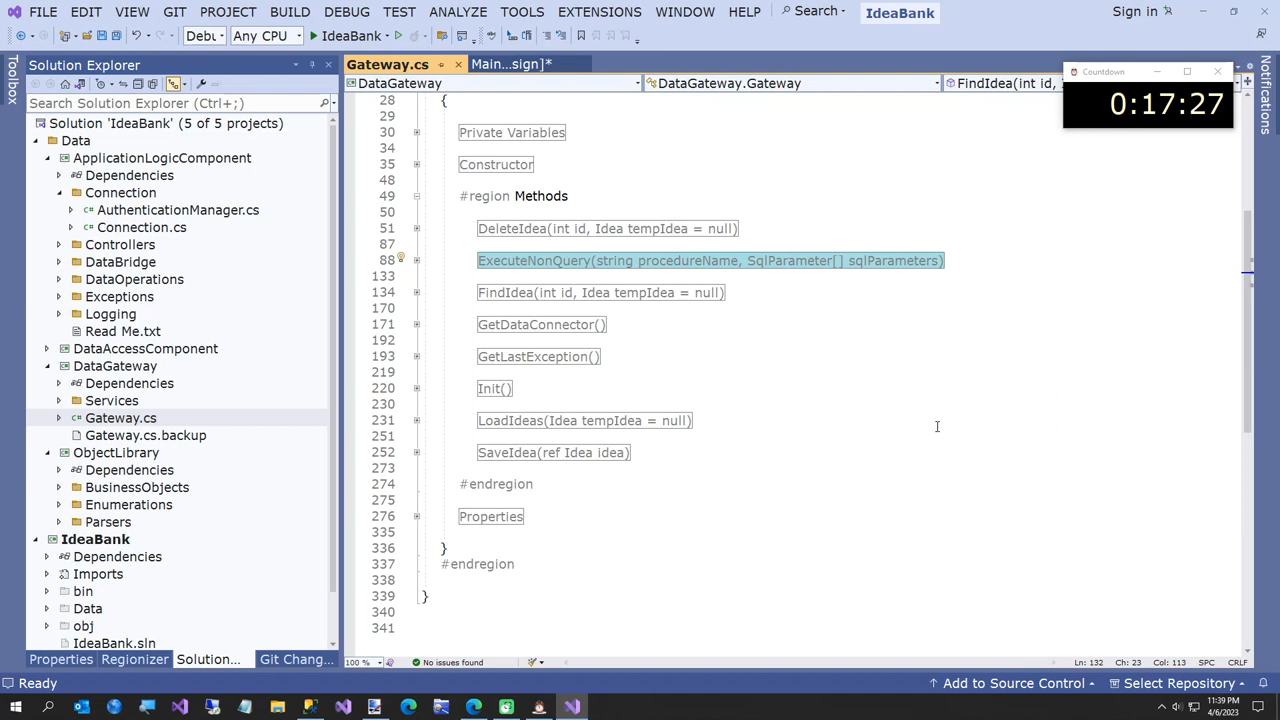 FILE EDIT VIEW GIT PROJECT BUILD DEBUG TEST ANALYZE TOOLS EXTENSIONS WINDOW HELP Search IdeaBank Sign in
Debu Any CPU IdeaBank
Toolbox
Solution Explorer
Search Solution Explorer (Ctrl+;)
Solution 'IdeaBank' (5 of 5 projects)
Data
ApplicationLogicComponent
Dependencies
Connection
AuthenticationManager.cs
Connection.cs
Controllers
DataBridge
DataOperations
Exceptions
Logging
Read Me.txt
DataAccessComponent
DataGateway
Dependencies
Services
Gateway.cs
Gateway.cs.backup
ObjectLibrary
Dependencies
BusinessObjects
Enumerations
Parsers
IdeaBank
Dependencies
Imports
bin
Data
obj
IdeaBank.sln
Properties Regionizer Solution... Git Chang...
Gateway.cs Main...sign]*
DataGateway DataGateway.Gateway FindIdea(int id, I
Countdown
0:17:27
Notifications
28 {
29
30 Private Variables
34
35 Constructor
48
49 #region Methods
50
51 DeleteIdea(int id, Idea tempIdea = null)
87
88 ExecuteNonQuery(string procedureName, SqlParameter[] sqlParameters)
133
134 FindIdea(int id, Idea tempIdea = null)
170
171 GetDataConnector()
192
193 GetLastException()
219
220 Init()
230
231 LoadIdeas(Idea tempIdea = null)
251
252 SaveIdea(ref Idea idea)
273
274 #endregion
275
276 Properties
335
336 }
337 #endregion
338
339 }
340
341
100 % No issues found Ln: 132 Ch: 23 Col: 113 SPC CRLF
Ready Add to Source Control Select Repository
11:39 PM
4/6/2023